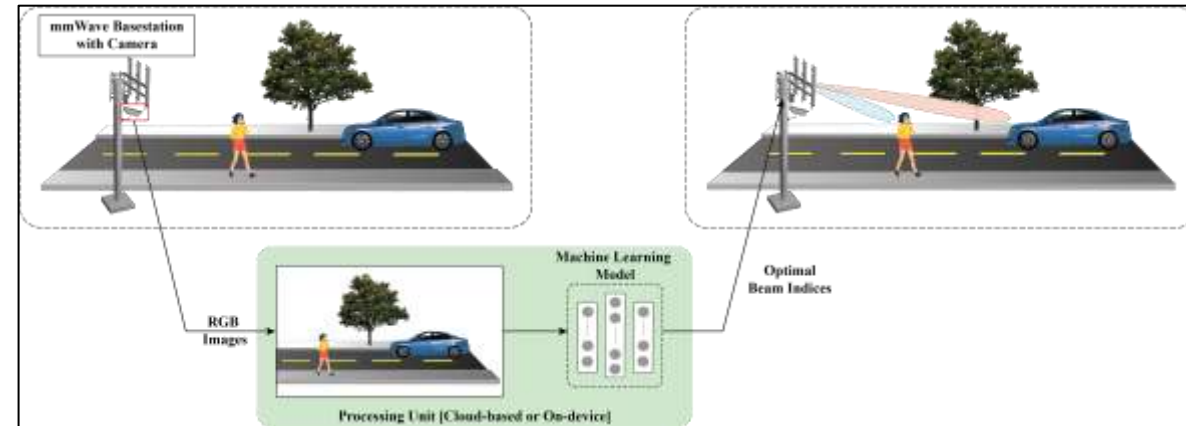 mmWave Basestation
with Camera
RGB
Images
Machine Learning
Model
Processing Unit [Cloud-based or On-device]
Optimal
Beam Indices